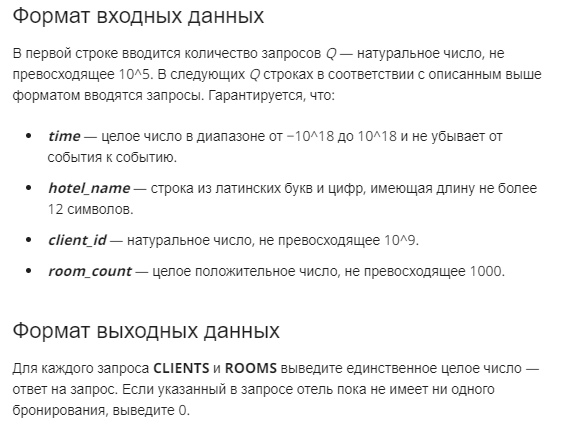 Формат входных данных
В первой строке вводится количество запросов Q — натуральное число, не
превосходящее 10^5. В следующих Q строках в соответствии с описанным выше
форматом вводятся запросы. Гарантируется, что:
• time — целое число в диапазоне от −10^18 до 10^18 и не убывает от
события к событию.
• hotel_name — строка из латинских букв и цифр, имеющая длину не более
12 символов.
• client_id — натуральное число, не превосходящее 10^9.
• room_count — целое положительное число, не превосходящее 1000.
Формат выходных данных
Для каждого запроса CLIENTS и ROOMS выведите единственное целое число —
ответ на запрос. Если указанный в запросе отель пока не имеет ни одного
бронирования, выведите 0.